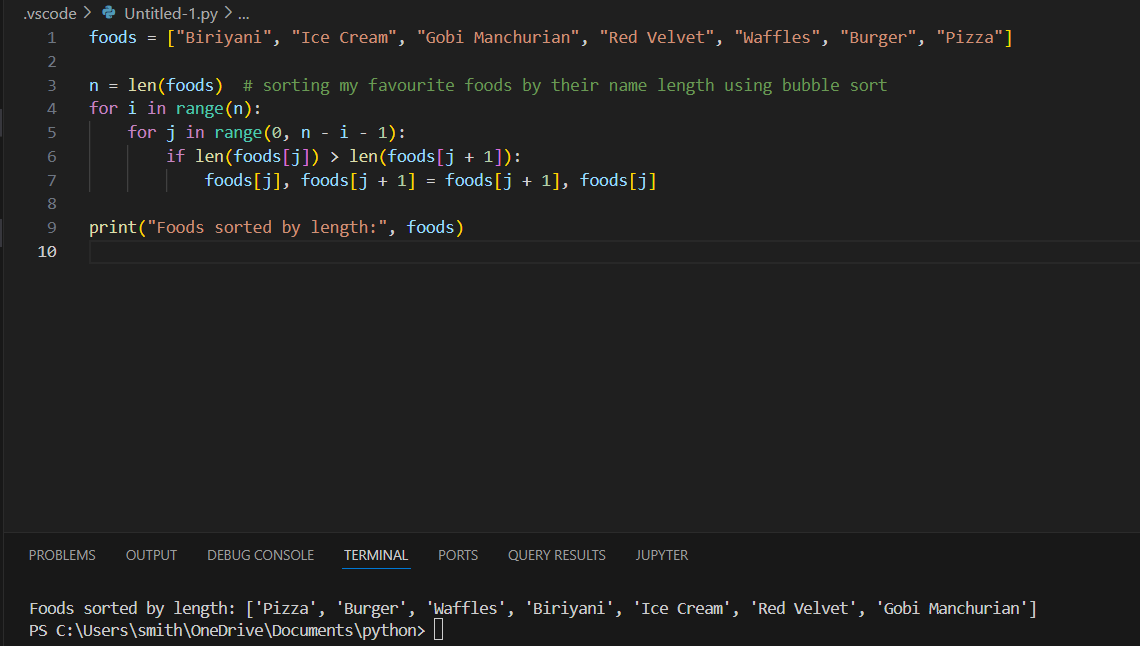 .vscode > Untitled-1.py > ...
1 foods = ["Biriyani", "Ice Cream", "Gobi Manchurian", "Red Velvet", "Waffles", "Burger", "Pizza"]
2
3 n = len(foods)  # sorting my favourite foods by their name length using bubble sort
4 for i in range(n):
5     for j in range(0, n - i - 1):
6         if len(foods[j]) > len(foods[j + 1]):
7             foods[j], foods[j + 1] = foods[j + 1], foods[j]
8
9 print("Foods sorted by length:", foods)
10
PROBLEMS OUTPUT DEBUG CONSOLE TERMINAL PORTS QUERY RESULTS JUPYTER
Foods sorted by length: ['Pizza', 'Burger', 'Waffles', 'Biriyani', 'Ice Cream', 'Red Velvet', 'Gobi Manchurian']
PS C:\Users\smith\OneDrive\Documents\python>